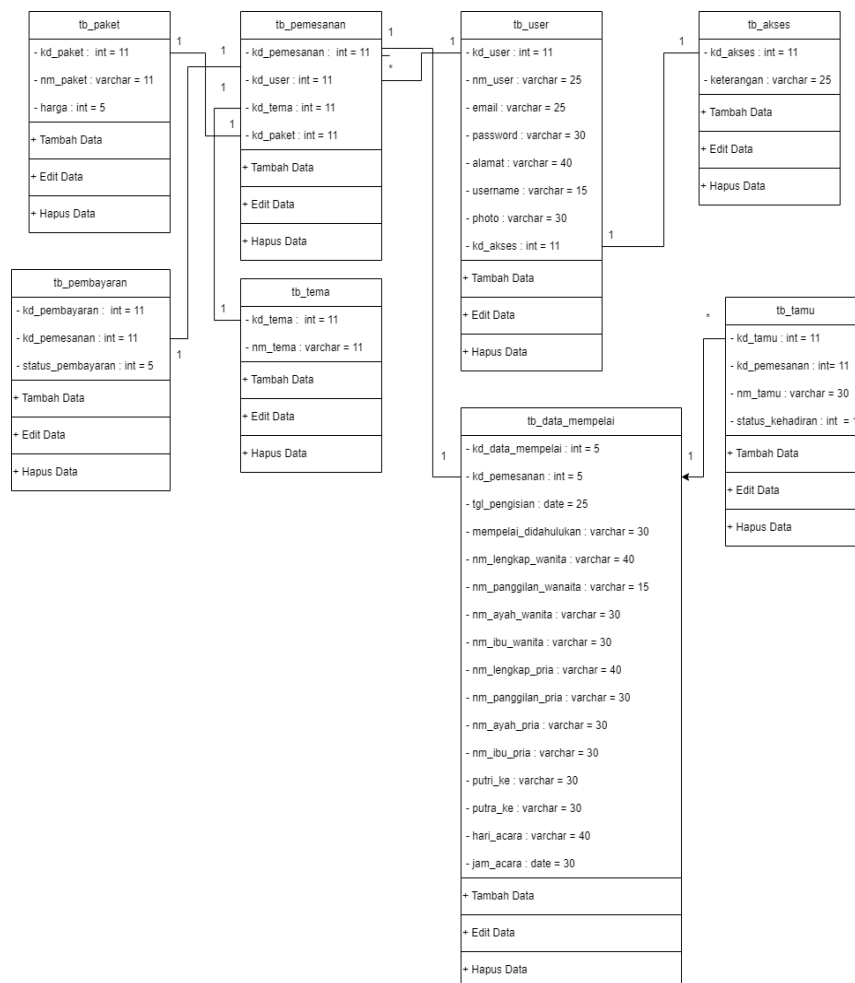 tb_paket
- kd_paket : int = 11
- nm_paket : varchar = 11
- harga : int = 5
+ Tambah Data
+ Edit Data
+ Hapus Data
1
1
tb_pemesanan
- kd_pemesanan : int = 11
- kd_user : int = 11
- kd_tema : int = 11
- kd_paket : int = 11
+ Tambah Data
+ Edit Data
+ Hapus Data
1
1
1
*
1
tb_user
- kd_user : int = 11
- nm_user : varchar = 25
- email : varchar = 25
- password : varchar = 30
- alamat : varchar = 40
- username : varchar = 15
- photo : varchar = 30
- kd_akses : int = 11
+ Tambah Data
+ Edit Data
+ Hapus Data
1
1
tb_akses
- kd_akses : int = 11
- keterangan : varchar = 25
+ Tambah Data
+ Edit Data
+ Hapus Data
tb_pembayaran
- kd_pembayaran : int = 11
- kd_pemesanan : int = 11
- status_pembayaran : int = 5
+ Tambah Data
+ Edit Data
+ Hapus Data
1
1
tb_tema
- kd_tema : int = 11
- nm_tema : varchar = 11
+ Tambah Data
+ Edit Data
+ Hapus Data
*
tb_tamu
- kd_tamu : int = 11
- kd_pemesanan : int= 11
- nm_tamu : varchar = 30
- status_kehadiran : int = 1
+ Tambah Data
+ Edit Data
+ Hapus Data
1
1
tb_data_mempelai
- kd_data_mempelai : int = 5
- kd_pemesanan : int = 5
- tgl_pengisian : date = 25
- mempelai_didahulukan : varchar = 30
- nm_lengkap_wanita : varchar = 40
- nm_panggilan_wanaita : varchar = 15
- nm_ayah_wanita : varchar = 30
- nm_ibu_wanita : varchar = 30
- nm_lengkap_pria : varchar = 40
- nm_panggilan_pria : varchar = 30
- nm_ayah_pria : varchar = 30
- nm_ibu_pria : varchar = 30
- putri_ke : varchar = 30
- putra_ke : varchar = 30
- hari_acara : varchar = 40
- jam_acara : date = 30
+ Tambah Data
+ Edit Data
+ Hapus Data